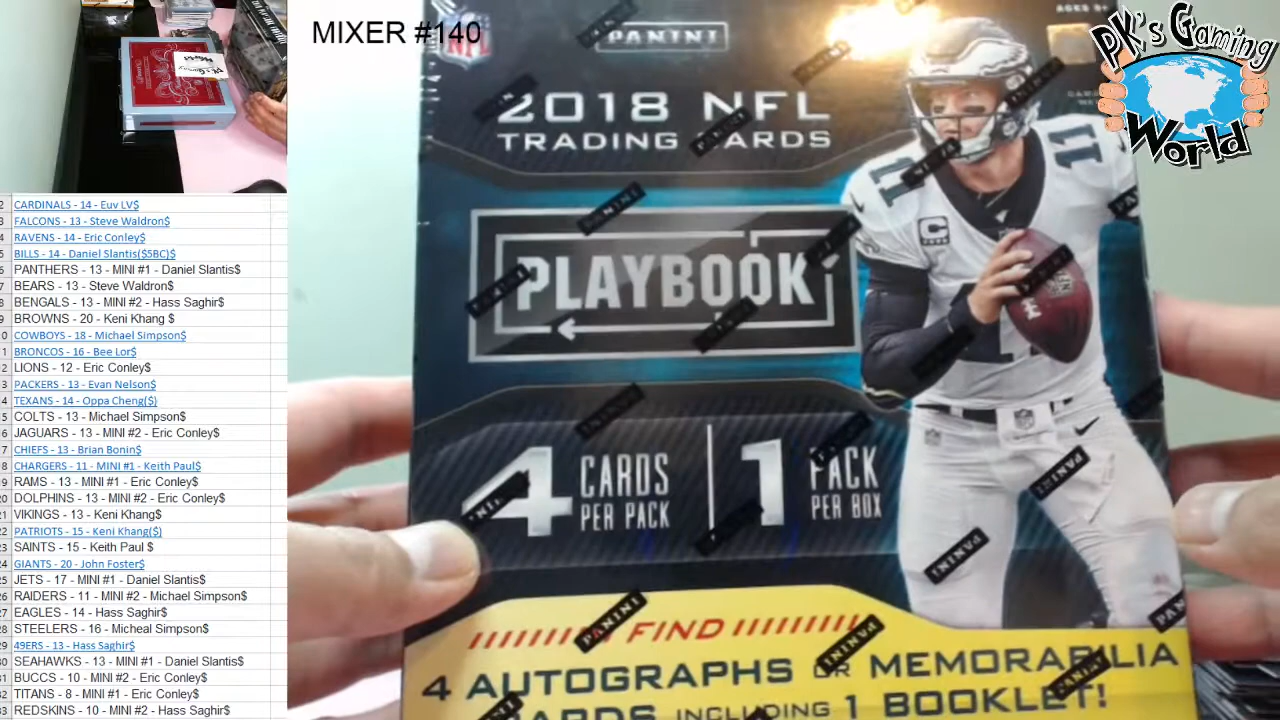 MIXER #140
PK's Gaming
World
NFL
PANINI
2018 NFL
TRADING CARDS
PLAYBOOK
11
11
C
4 CARDS
PER PACK
1 PACK
PER BOX
FIND
4 AUTOGRAPHS OR MEMORABILIA
CARDS INCLUDING 1 BOOKLET!
CARDINALS - 14 - Euv LV$
FALCONS - 13 - Steve Waldron$
RAVENS - 14 - Eric Conley$
BILLS - 14 - Daniel Slantis($5BC)$
PANTHERS - 13 - MINI #1 - Daniel Slantis$
BEARS - 13 - Steve Waldron$
BENGALS - 13 - MINI #2 - Hass Saghir$
BROWNS - 20 - Keni Khang $
COWBOYS - 18 - Michael Simpson$
BRONCOS - 16 - Bee Lor$
LIONS - 12 - Eric Conley$
PACKERS - 13 - Evan Nelson$
TEXANS - 14 - Oppa Cheng($)
COLTS - 13 - Michael Simpson$
JAGUARS - 13 - MINI #2 - Eric Conley$
CHIEFS - 13 - Brian Bonin$
CHARGERS - 11 - MINI #1 - Keith Paul$
RAMS - 13 - MINI #1 - Eric Conley$
DOLPHINS - 13 - MINI #2 - Eric Conley$
VIKINGS - 13 - Keni Khang$
PATRIOTS - 15 - Keni Khang($)
SAINTS - 15 - Keith Paul $
GIANTS - 20 - John Foster$
JETS - 17 - MINI #1 - Daniel Slantis$
RAIDERS - 11 - MINI #2 - Michael Simpson$
EAGLES - 14 - Hass Saghir$
STEELERS - 16 - Micheal Simpson$
49ERS - 13 - Hass Saghir$
SEAHAWKS - 13 - MINI #1 - Daniel Slantis$
BUCCS - 10 - MINI #2 - Eric Conley$
TITANS - 8 - MINI #1 - Eric Conley$
REDSKINS - 10 - MINI #2 - Hass Saghir$